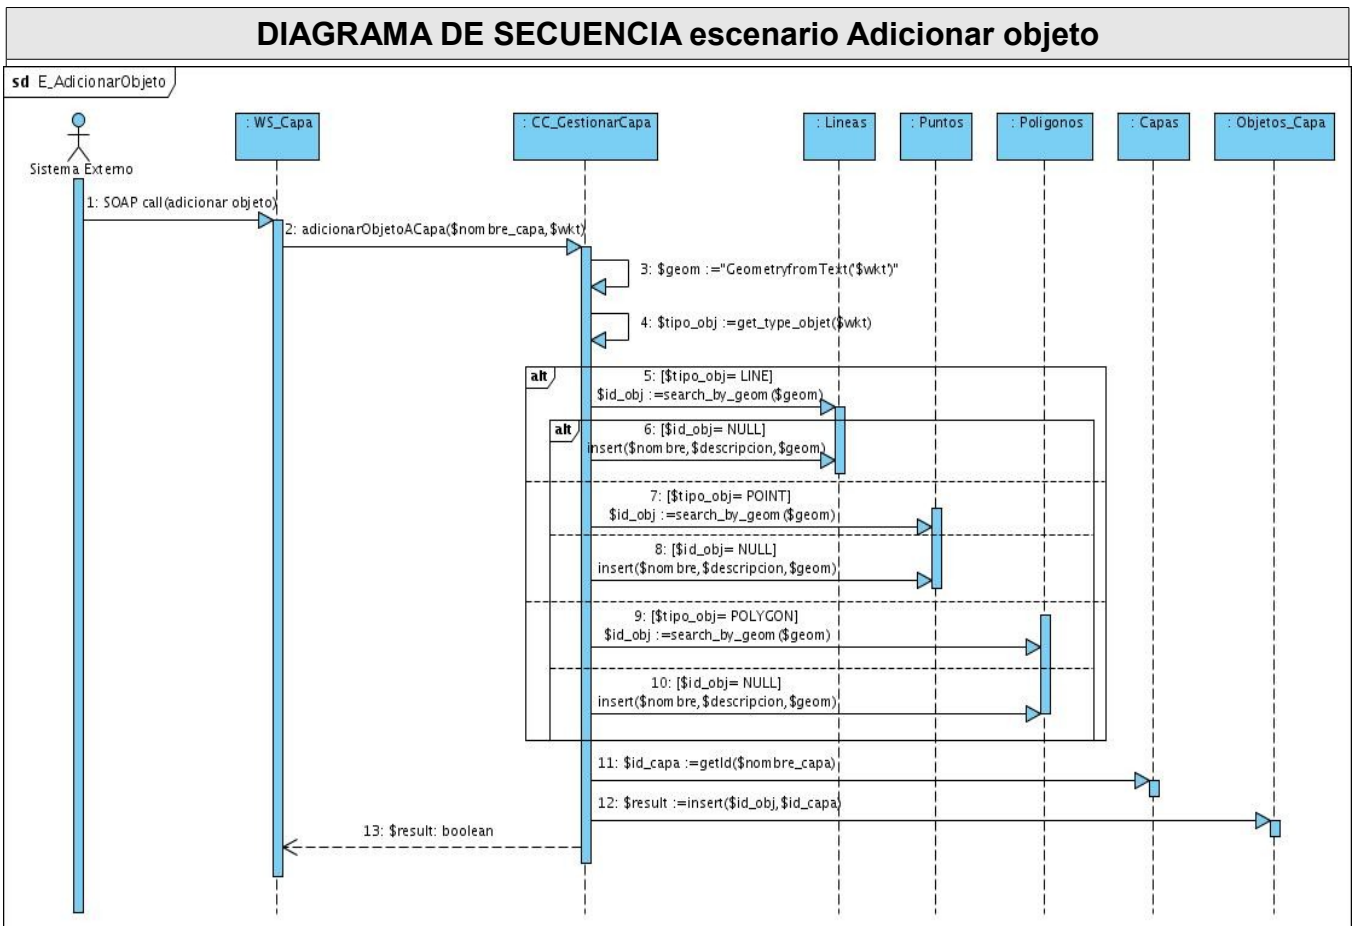 DIAGRAMA DE SECUENCIA escenario Adicionar objeto
sd E_AdicionarObjeto
: WS_Capa
: CC_GestionarCapa
: Lineas
: Puntos
: Poligonos
: Capas
: Objetos_Capa
Sistema Externo
1: SOAP call(adicionar objeto)
2: adicionarObjetoACapa($nombre_capa,$wkt)
3: $geom :="GeometryfromText('$wkt')"
4: $tipo_obj :=get_type_objet($wkt)
alt
5: [$tipo_obj= LINE]
$id_obj :=search_by_geom($geom)
alt
6: [$id_obj= NULL]
insert($nombre,$descripcion,$geom)
7: [$tipo_obj= POINT]
$id_obj :=search_by_geom($geom)
8: [$id_obj= NULL]
insert($nombre,$descripcion,$geom)
9: [$tipo_obj= POLYGON]
$id_obj :=search_by_geom($geom)
10: [$id_obj= NULL]
insert($nombre,$descripcion,$geom)
11: $id_capa :=getId($nombre_capa)
12: $result :=insert($id_obj,$id_capa)
13: $result: boolean